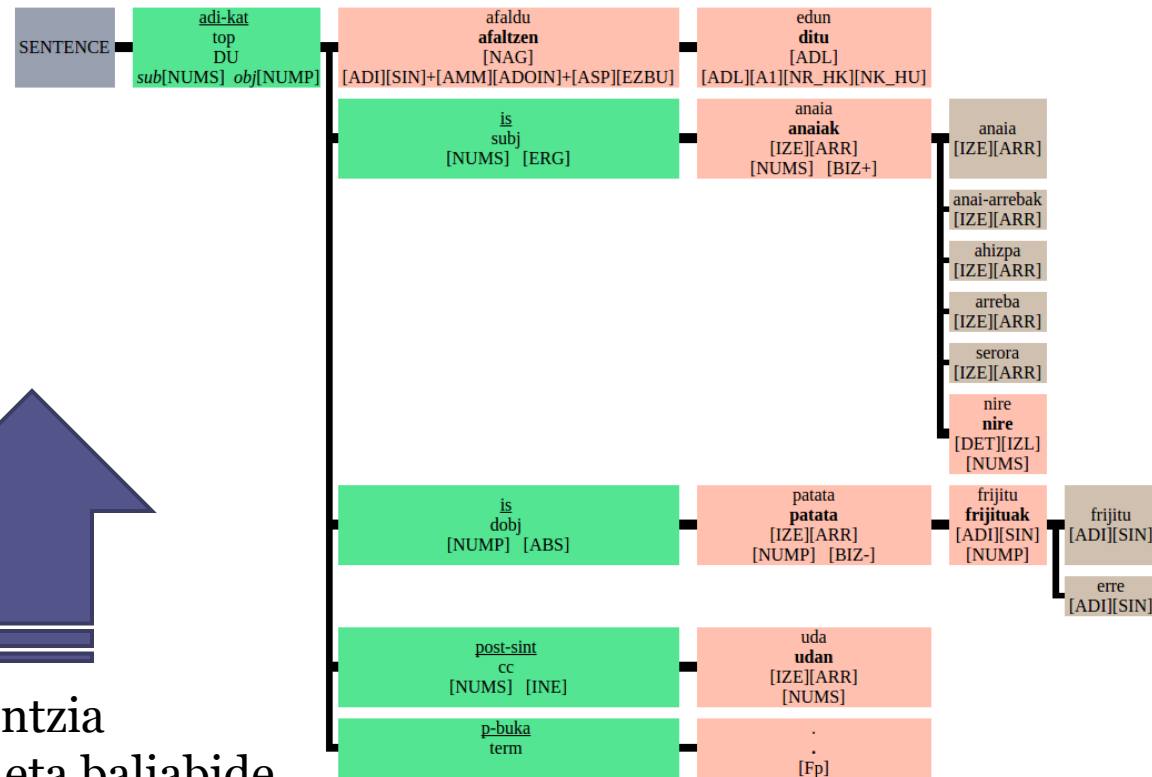 SENTENCE
adi-kat
top
DU
sub[NUMS] obj[NUMP]
afaldu
afaltzen
[NAG]
[ADI][SIN]+[AMM][ADOIN]+[ASP][EZBU]
edun
ditu
[ADL]
[ADL][A1][NR_HK][NK_HU]
is
subj
[NUMS] [ERG]
anaia
anaiak
[IZE][ARR]
[NUMS] [BIZ+]
anaia
[IZE][ARR]
anai-arrebak
[IZE][ARR]
ahizpa
[IZE][ARR]
arreba
[IZE][ARR]
serora
[IZE][ARR]
nire
nire
[DET][IZL]
[NUMS]
is
dobj
[NUMP] [ABS]
patata
patata
[IZE][ARR]
[NUMP] [BIZ-]
frijitu
frijituak
[ADI][SIN]
[NUMP]
frijitu
[ADI][SIN]
erre
[ADI][SIN]
post-sint
cc
[NUMS] [INE]
uda
udan
[IZE][ARR]
[NUMS]
p-buka
term
.
.
[Fp]
ntzia
eta baliabide